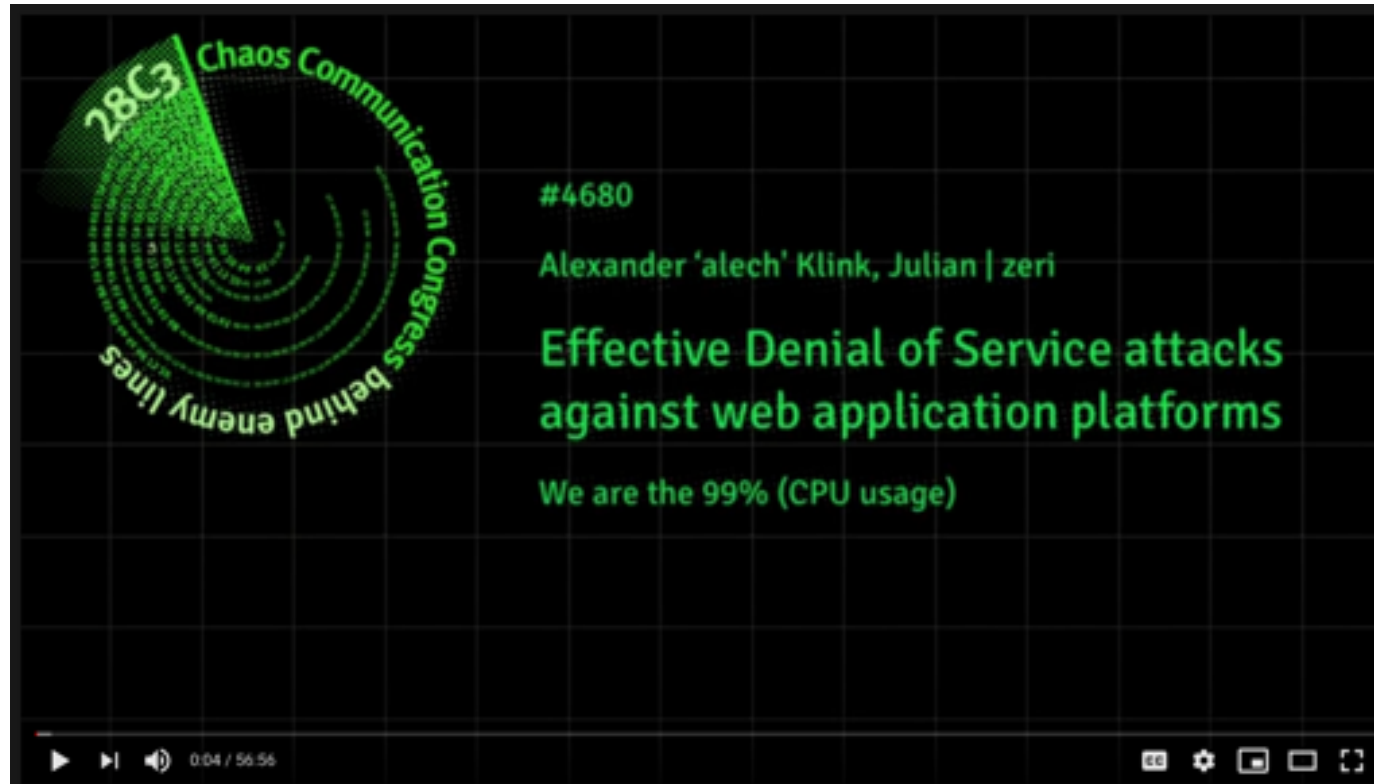 28C3 Chaos Communication Congress behind enemy lines
#4680
Alexander ‘alech’ Klink, Julian | zeri
Effective Denial of Service attacks
against web application platforms
We are the 99% (CPU usage)
0:04 / 56:56
CC